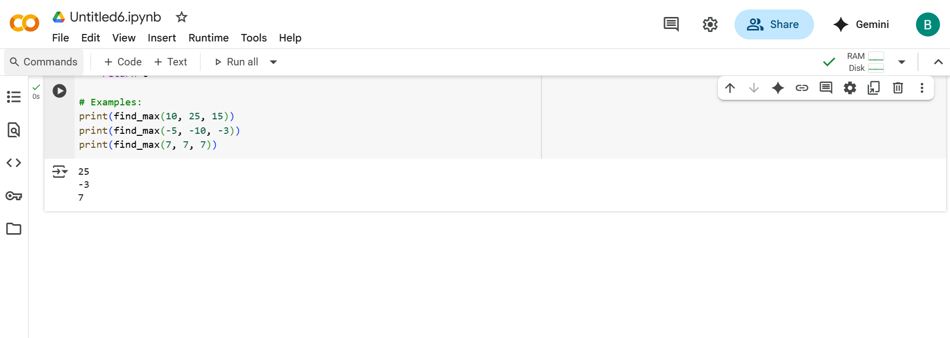 Untitled6.ipynb
File Edit View Insert Runtime Tools Help
Share
Gemini
B
Commands
+ Code + Text
Run all
RAM
Disk
0s
# Examples:
print(find_max(10, 25, 15))
print(find_max(-5, -10, -3))
print(find_max(7, 7, 7))
25
-3
7